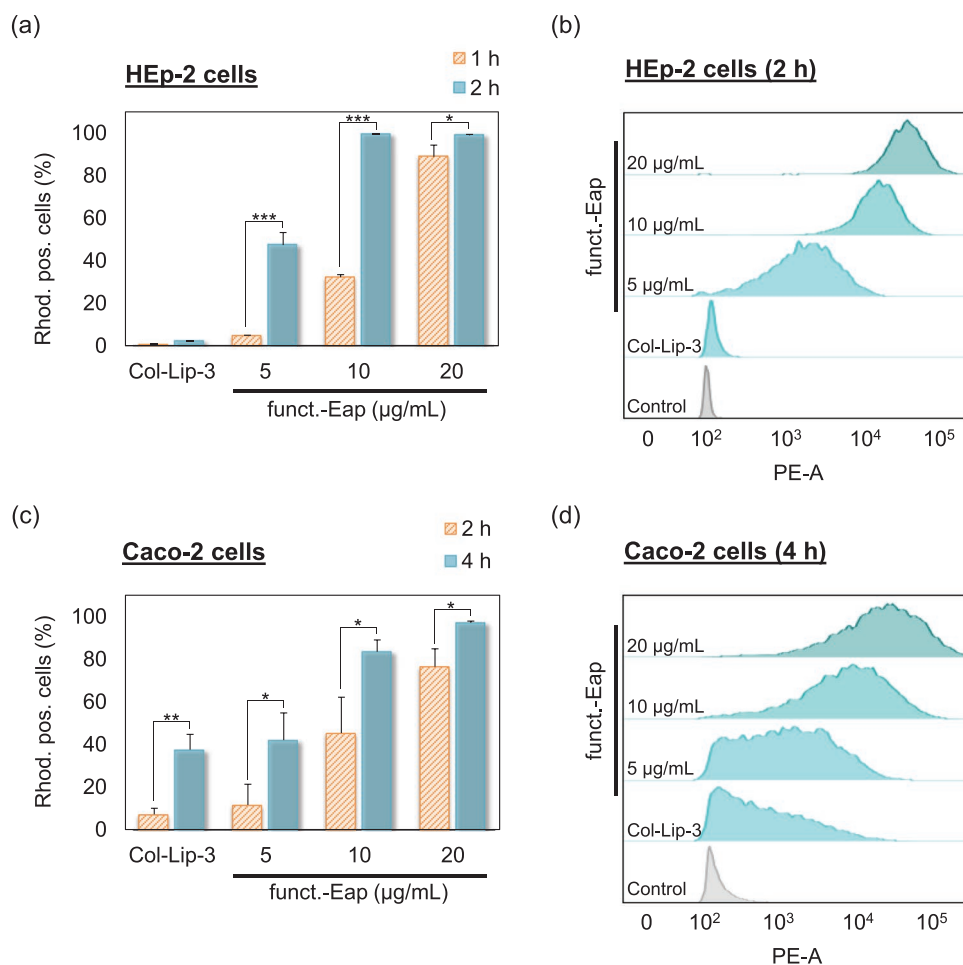 (a)
HEp-2 cells
1 h
2 h
Rhod. pos. cells (%)
100
80
60
40
20
0
***
***
*
Col-Lip-3 5 10 20
funct.-Eap (µg/mL)
(b)
HEp-2 cells (2 h)
funct.-Eap
20 µg/mL
10 µg/mL
5 µg/mL
Col-Lip-3
Control
0 10² 10³ 10⁴ 10⁵
PE-A
(c)
Caco-2 cells
2 h
4 h
Rhod. pos. cells (%)
100
80
60
40
20
0
**
*
*
*
Col-Lip-3 5 10 20
funct.-Eap (µg/mL)
(d)
Caco-2 cells (4 h)
funct.-Eap
20 µg/mL
10 µg/mL
5 µg/mL
Col-Lip-3
Control
0 10² 10³ 10⁴ 10⁵
PE-A